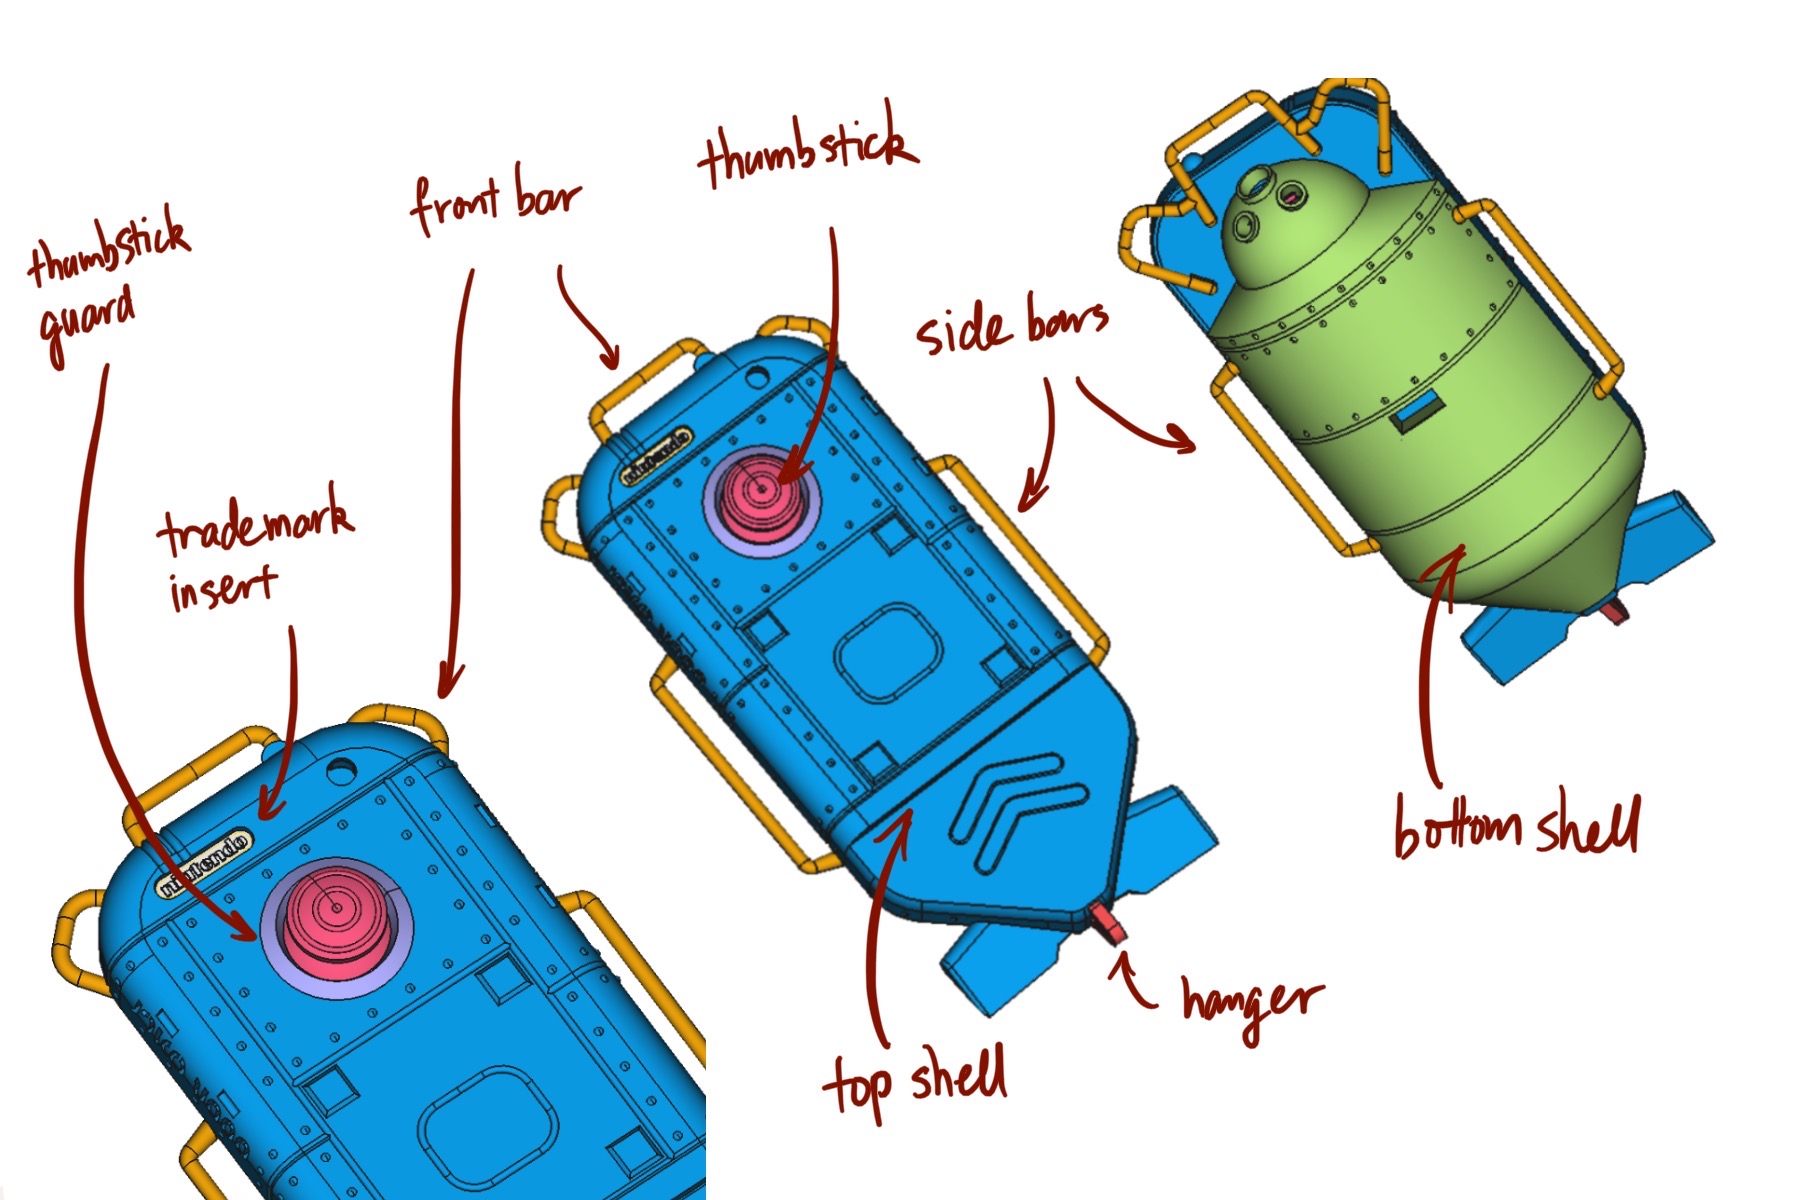 thumbstick
guard
front bar
thumbstick
side bars
trademark
insert
nintendo
nintendo
bottom shell
hanger
top shell